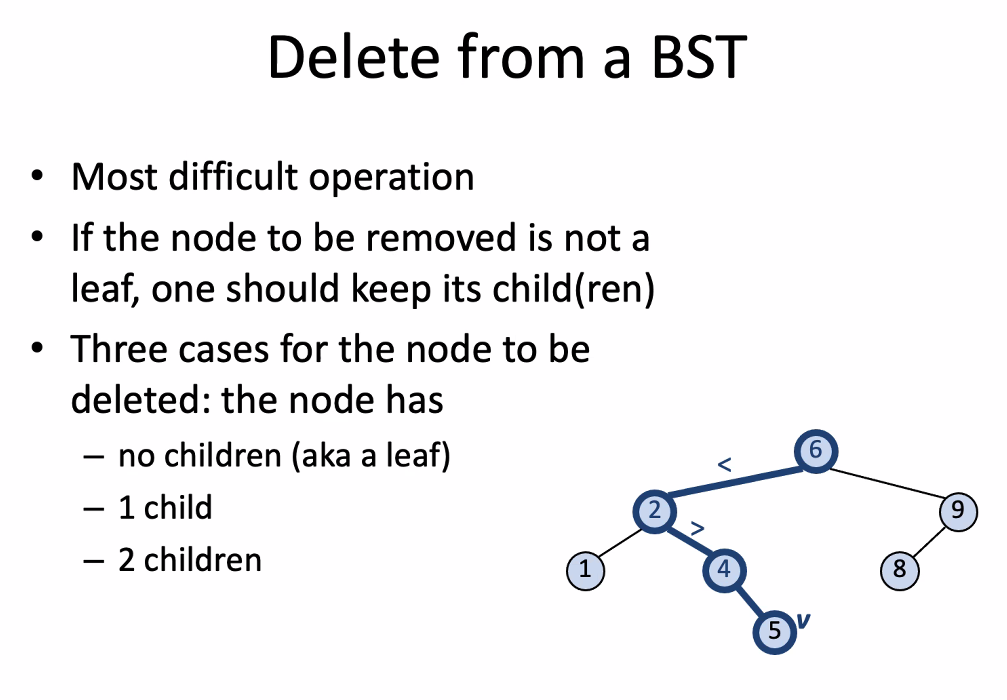 Delete from a BST
• Most difficult operation
• If the node to be removed is not a
leaf, one should keep its child(ren)
• Three cases for the node to be
deleted: the node has
– no children (aka a leaf)
– 1 child
– 2 children
6
<
2
9
>
1
4
8
5
v